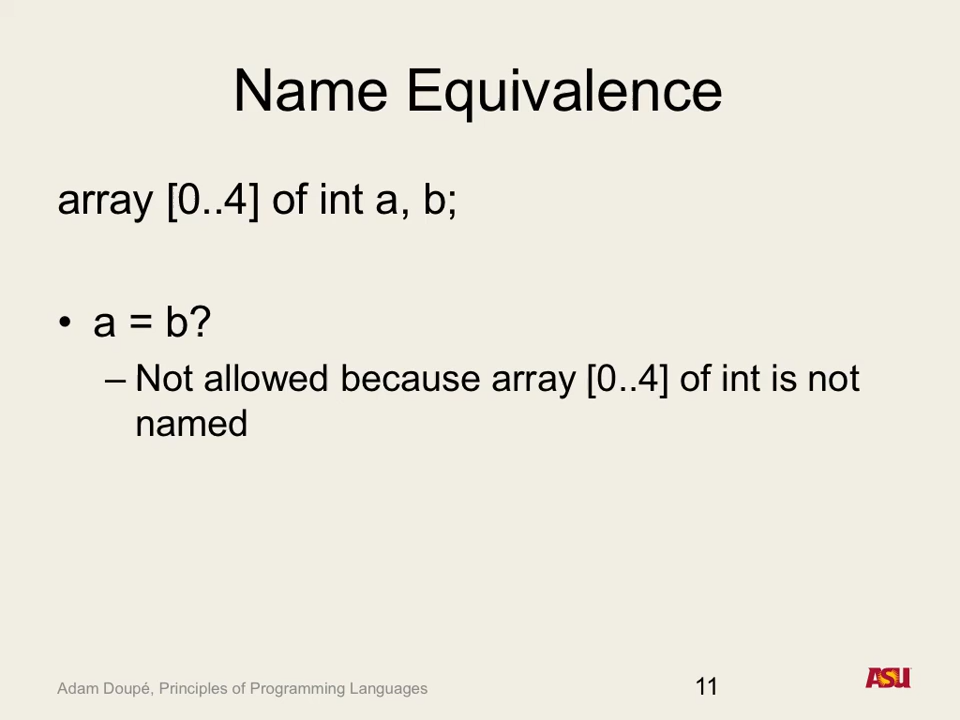 Name Equivalence
array [0..4] of int a, b;
• a = b?
– Not allowed because array [0..4] of int is not
named
Adam Doupé, Principles of Programming Languages
11
ASU